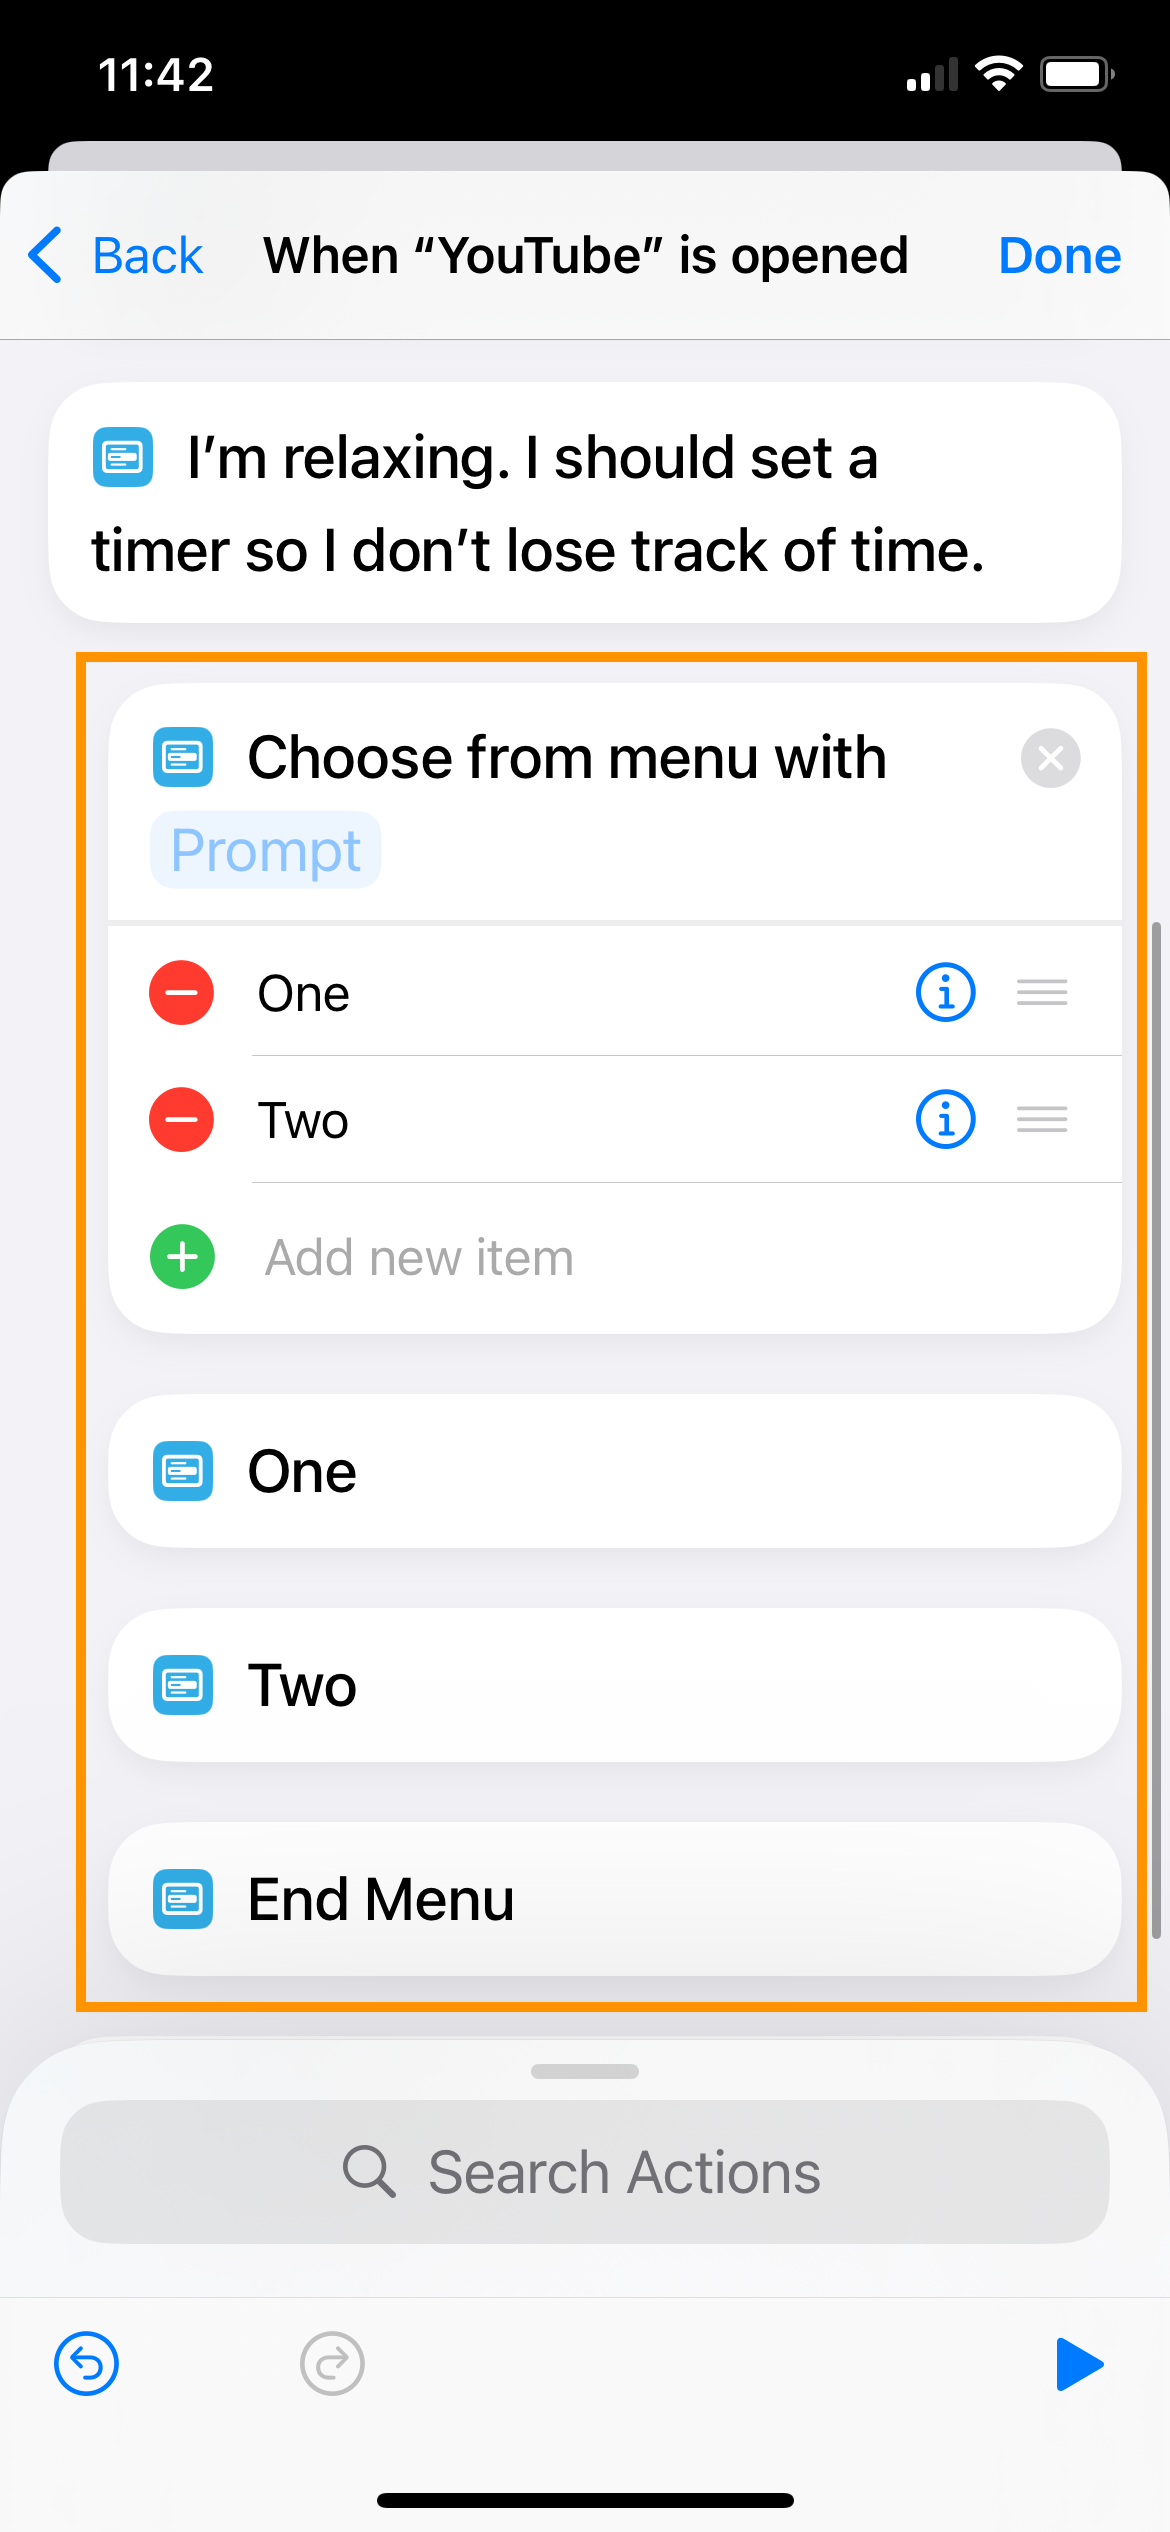 11:42
Back When “YouTube” is opened Done
I’m relaxing. I should set a
timer so I don’t lose track of time.
Choose from menu with
Prompt
One
Two
Add new item
One
Two
End Menu
Search Actions